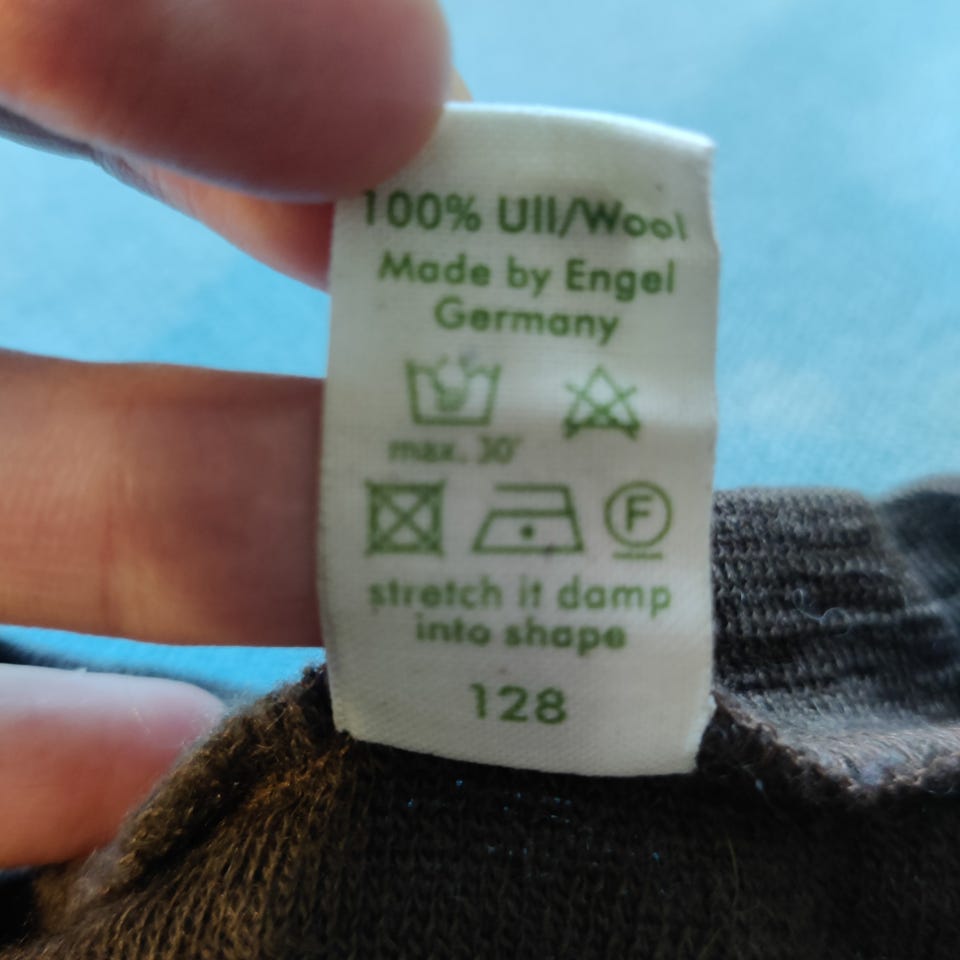 100% Ull/Wool
Made by Engel
Germany
max. 30°
F
stretch it damp
into shape
128